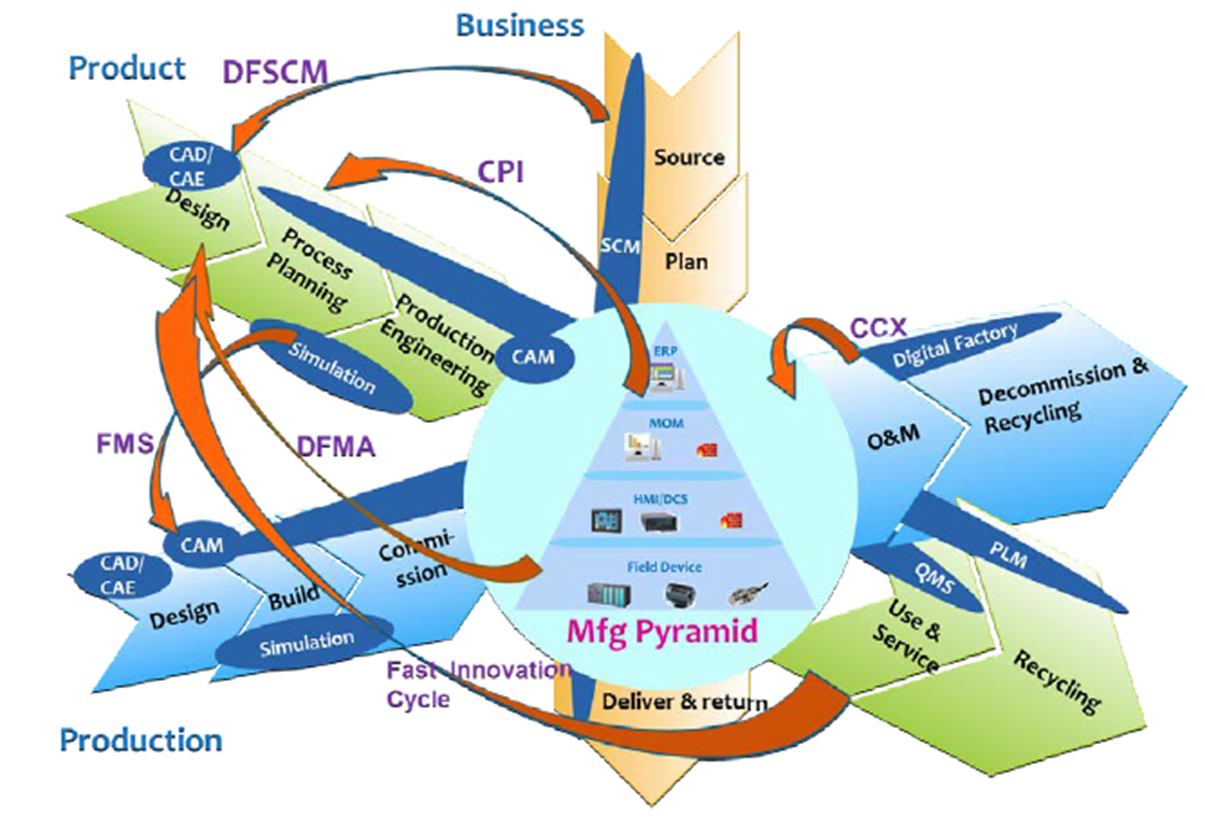 Business
Product
DFSCM
CAD/
CAE
Design
CPI
Source
SCM
Plan
Process
Planning
Production
Engineering
CAM
Simulation
ERP
MOM
HMI/DCS
Field Device
Mfg Pyramid
CCX
Digital Factory
Decommission &
Recycling
O&M
FMS
DFMA
CAM
CAD/
CAE
Design
Build
Commi-
ssion
Simulation
PLM
QMS
Use &
Service
Recycling
Fast Innovation
Cycle
Deliver & return
Production